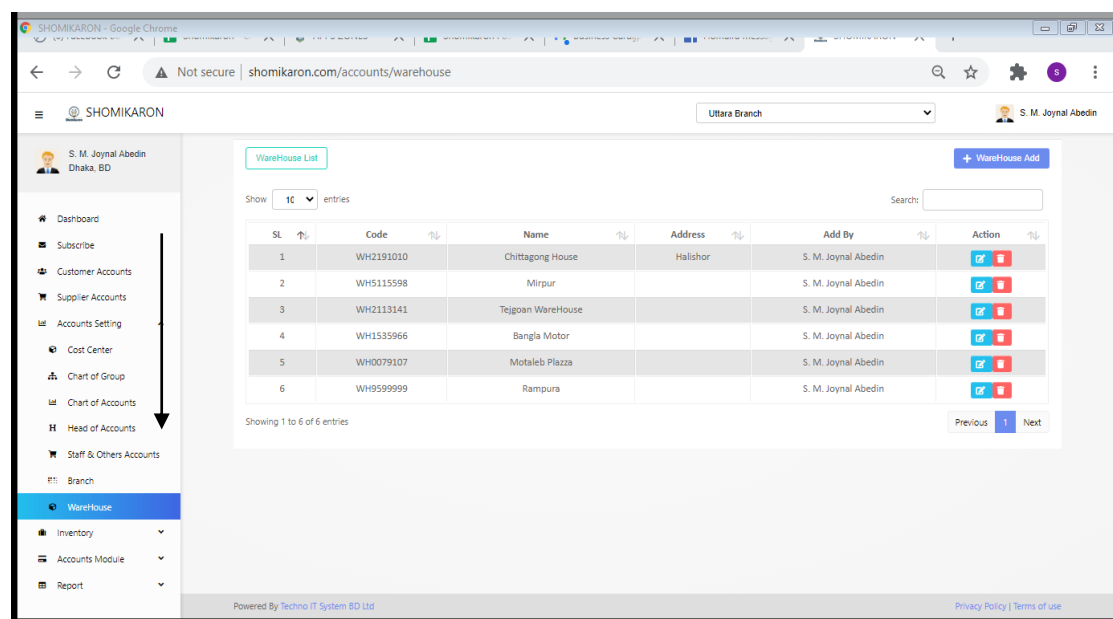 SHOMIKARON - Google Chrome
Not secure shomikaron.com/accounts/warehouse S
SHOMIKARON Uttara Branch S. M. Joynal Abedin
S. M. Joynal Abedin
Dhaka, BD
Dashboard
Subscribe
Customer Accounts
Supplier Accounts
Accounts Setting
Cost Center
Chart of Group
Chart of Accounts
H Head of Accounts
Staff & Others Accounts
Branch
WareHouse
Inventory
Accounts Module
Report
WareHouse List + WareHouse Add
Show 10 entries Search:
SL Code Name Address Add By Action
1 WH2191010 Chittagong House Halishor S. M. Joynal Abedin
2 WH5115598 Mirpur S. M. Joynal Abedin
3 WH2113141 Tejgoan WareHouse S. M. Joynal Abedin
4 WH1535966 Bangla Motor S. M. Joynal Abedin
5 WH0079107 Motaleb Plazza S. M. Joynal Abedin
6 WH9599999 Rampura S. M. Joynal Abedin
Showing 1 to 6 of 6 entries Previous 1 Next
Powered By Techno IT System BD Ltd Privacy Policy | Terms of use